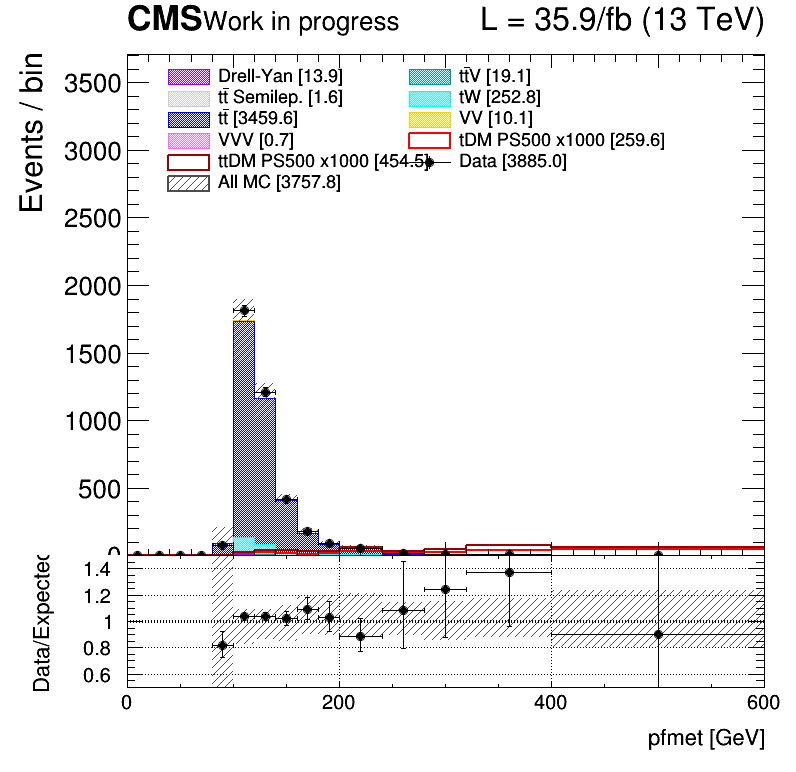 CMS Work in progress L = 35.9/fb (13 TeV)
Events / bin
3500
3000
2500
2000
1500
1000
500
0
Drell-Yan [13.9] tt̄V [19.1]
tt̄ Semilep. [1.6] tW [252.8]
tt̄ [3459.6] VV [10.1]
VVV [0.7] tDM PS500 x1000 [259.6]
ttDM PS500 x1000 [454.5] Data [3885.0]
All MC [3757.8]
Data/Expected
1.4
1.2
1
0.8
0.6
0 200 400 600
pfmet [GeV]